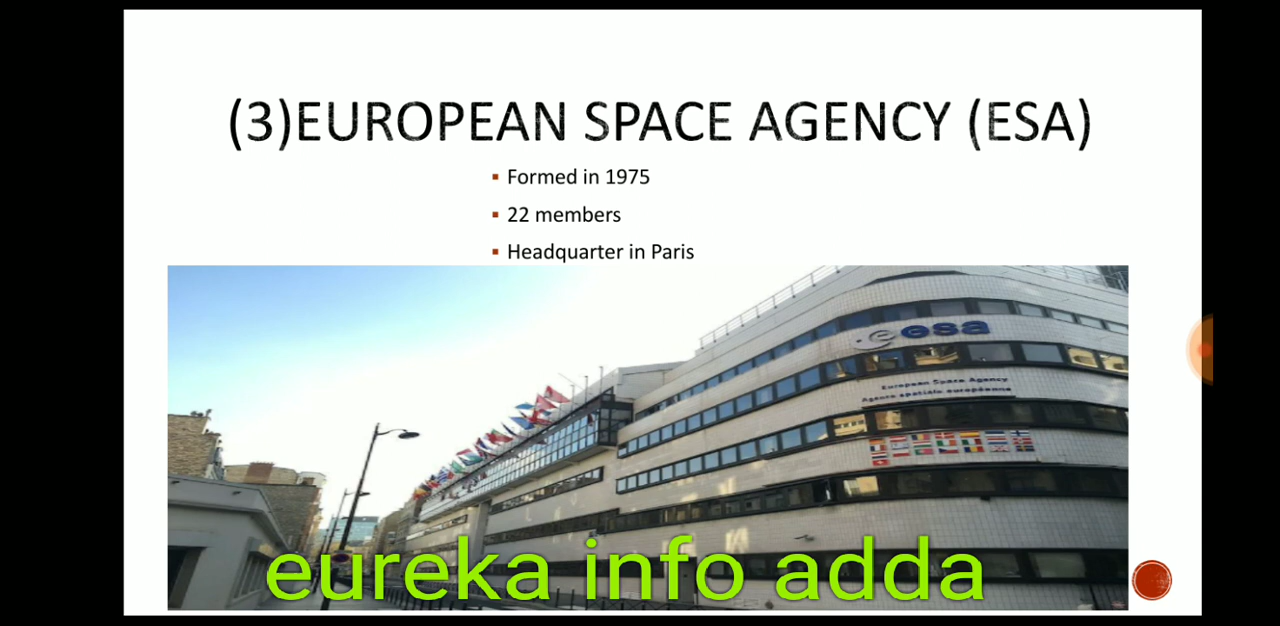 (3)EUROPEAN SPACE AGENCY (ESA)
Formed in 1975
22 members
Headquarter in Paris
esa
European Space Agency
Agence spatiale européenne
eureka info adda